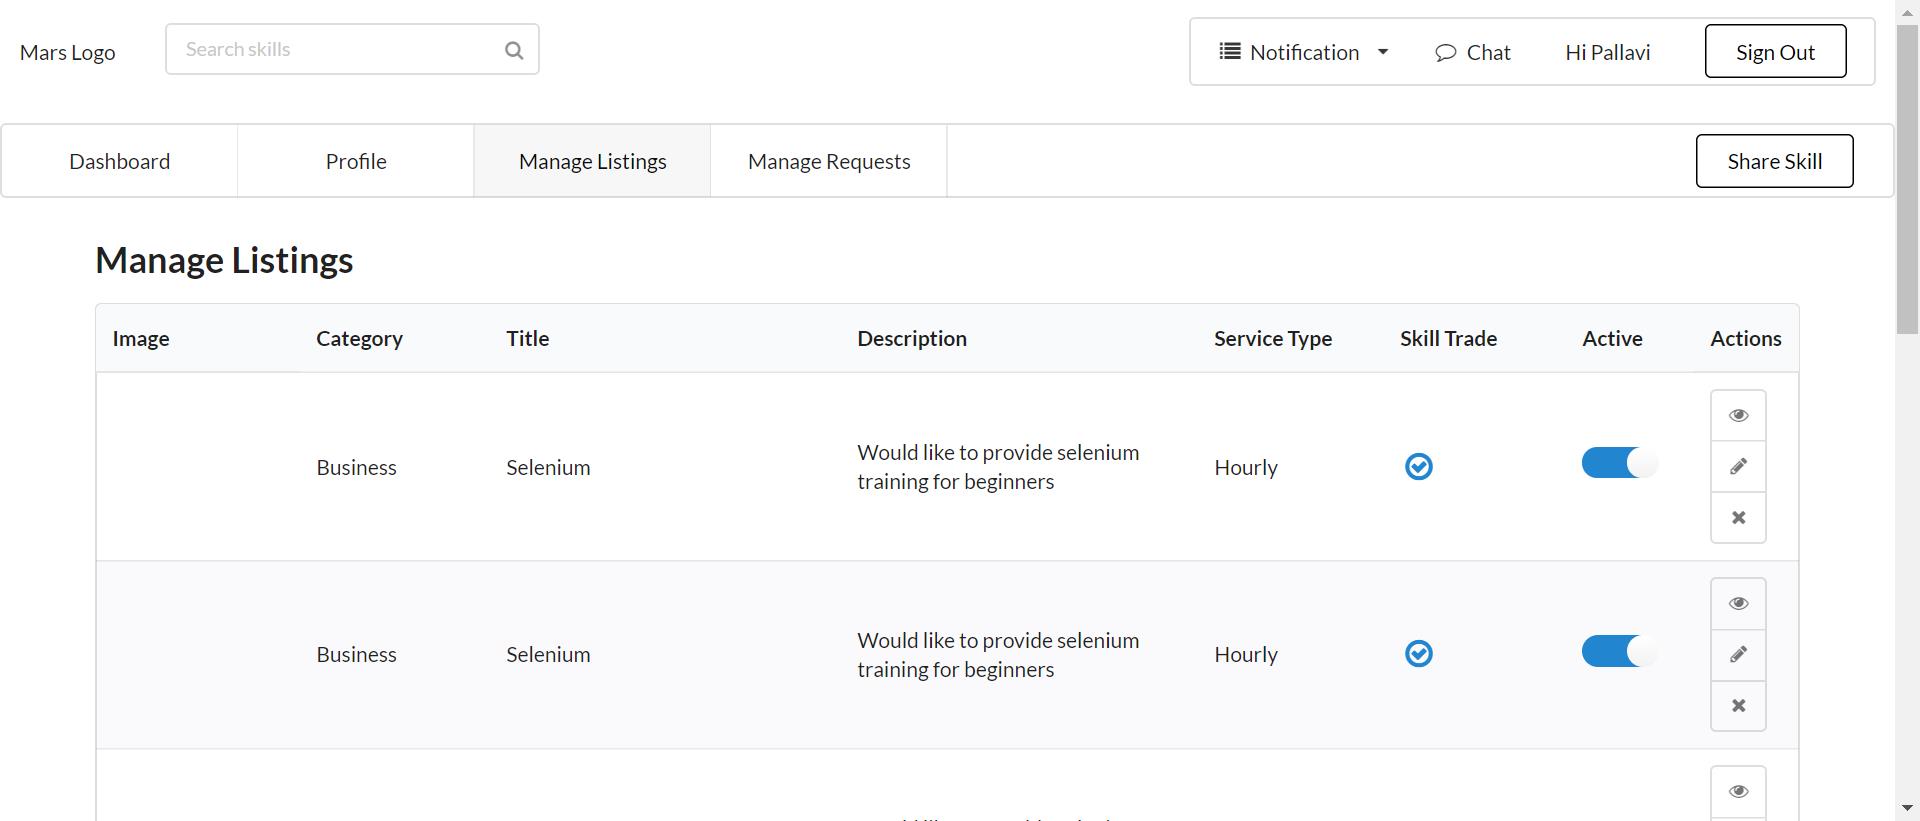 Mars Logo
Search skills
Notification
Chat
Hi Pallavi
Sign Out
Dashboard
Profile
Manage Listings
Manage Requests
Share Skill
Manage Listings
Image Category Title Description Service Type Skill Trade Active Actions
Business Selenium Would like to provide selenium
training for beginners
Hourly
Business Selenium Would like to provide selenium
training for beginners
Hourly